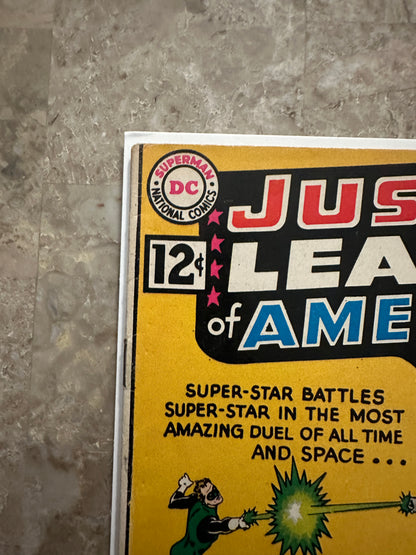 SUPERMAN
DC
NATIONAL COMICS
12¢
JUS
LEA
of AME
SUPER-STAR BATTLES
SUPER-STAR IN THE MOST
AMAZING DUEL OF ALL TIME
AND SPACE...